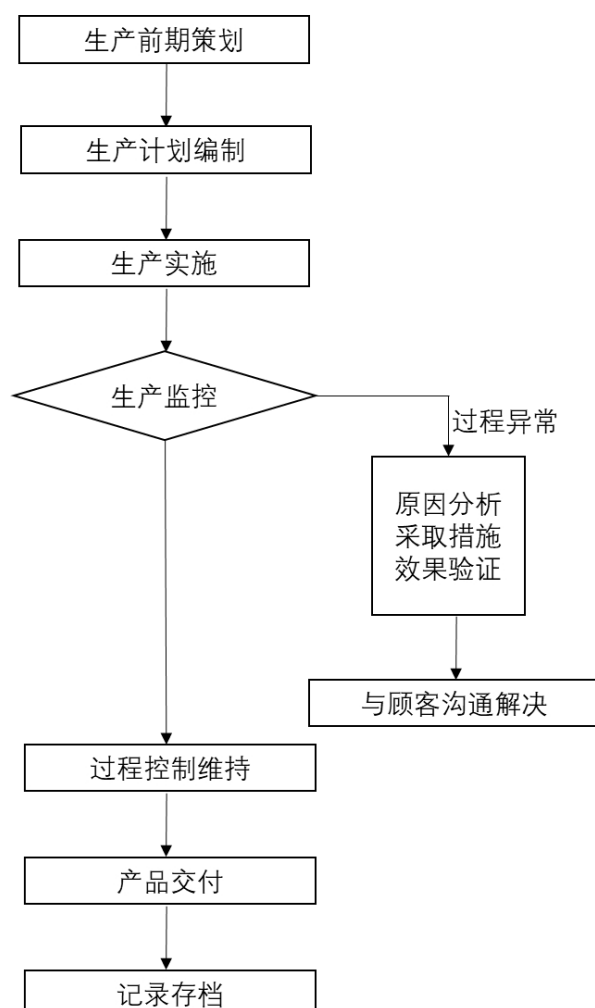 生产前期策划
生产计划编制
生产实施
生产监控
过程异常
原因分析
采取措施
效果验证
与顾客沟通解决
过程控制维持
产品交付
记录存档